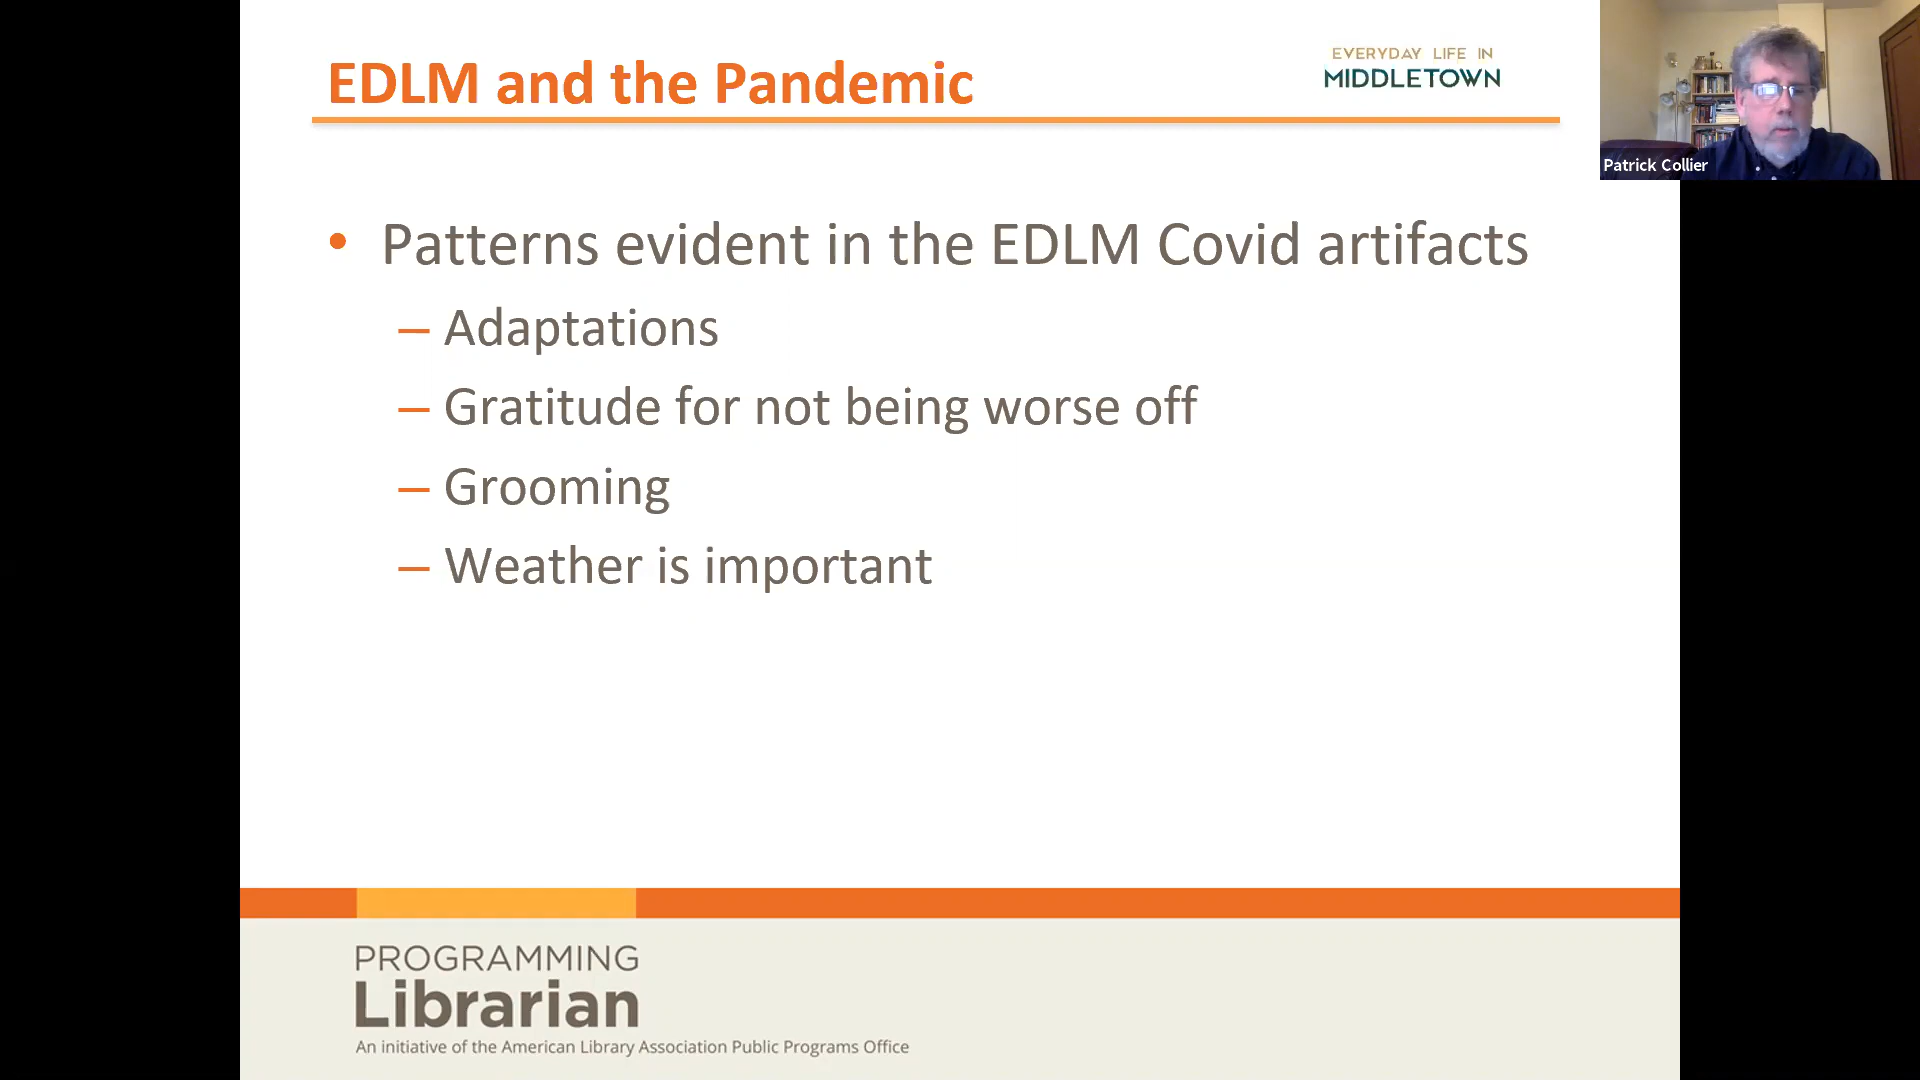 EDLM and the Pandemic
EVERYDAY LIFE IN
MIDDLETOWN
Patrick Collier
• Patterns evident in the EDLM Covid artifacts
– Adaptations
– Gratitude for not being worse off
– Grooming
– Weather is important
PROGRAMMING
Librarian
An initiative of the American Library Association Public Programs Office